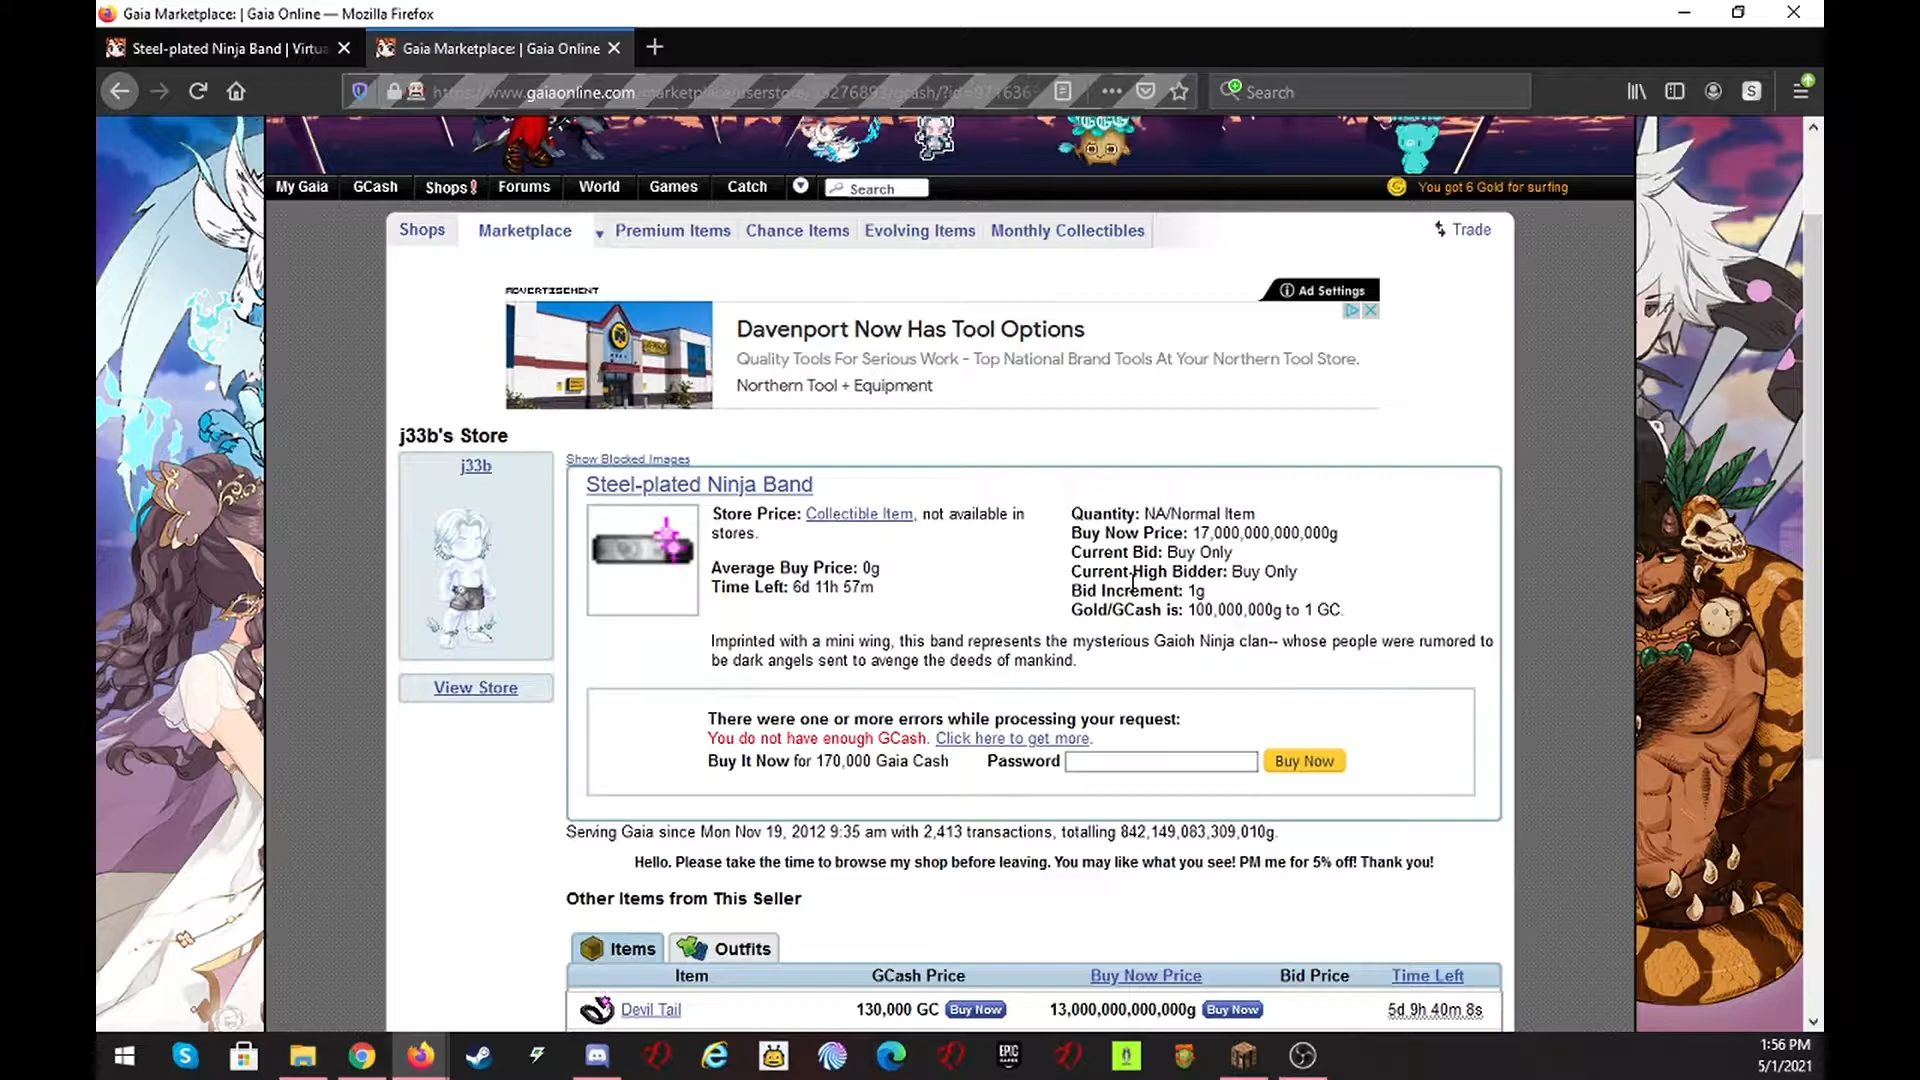 Gaia Marketplace: | Gaia Online — Mozilla Firefox
Steel-plated Ninja Band | Virtua
Gaia Marketplace: | Gaia Online
https://www.gaiaonline.com/marketplace/userstore/
Search
GGG
My Gaia
GCash
Shops!
Forums
World
Games
Catch
Search
You got 6 Gold for surfing
Shops
Marketplace
Premium Items
Chance Items
Evolving Items
Monthly Collectibles
Trade
ADVERTISEMENT
Ad Settings
Davenport Now Has Tool Options
Quality Tools For Serious Work - Top National Brand Tools At Your Northern Tool Store.
Northern Tool + Equipment
j33b's Store
j33b
View Store
Show Blocked Images
Steel-plated Ninja Band
Store Price: Collectible Item, not available in
stores.
Average Buy Price: 0g
Time Left: 6d 11h 57m
Quantity: NA/Normal Item
Buy Now Price: 17,000,000,000,000g
Current Bid: Buy Only
Current High Bidder: Buy Only
Bid Increment: 1g
Gold/GCash is: 100,000,000g to 1 GC.
Imprinted with a mini wing, this band represents the mysterious Gaioh Ninja clan-- whose people were rumored to
be dark angels sent to avenge the deeds of mankind.
There were one or more errors while processing your request:
You do not have enough GCash. Click here to get more.
Buy It Now for 170,000 Gaia Cash
Password
Buy Now
Serving Gaia since Mon Nov 19, 2012 9:35 am with 2,413 transactions, totalling 842,149,083,309,010g.
Hello. Please take the time to browse my shop before leaving. You may like what you see! PM me for 5% off! Thank you!
Other Items from This Seller
Items
Outfits
Item
GCash Price
Buy Now Price
Bid Price
Time Left
Devil Tail
130,000 GC
Buy Now
13,000,000,000,000g
Buy Now
5d 9h 40m 8s
EPIC
1:56 PM
5/1/2021